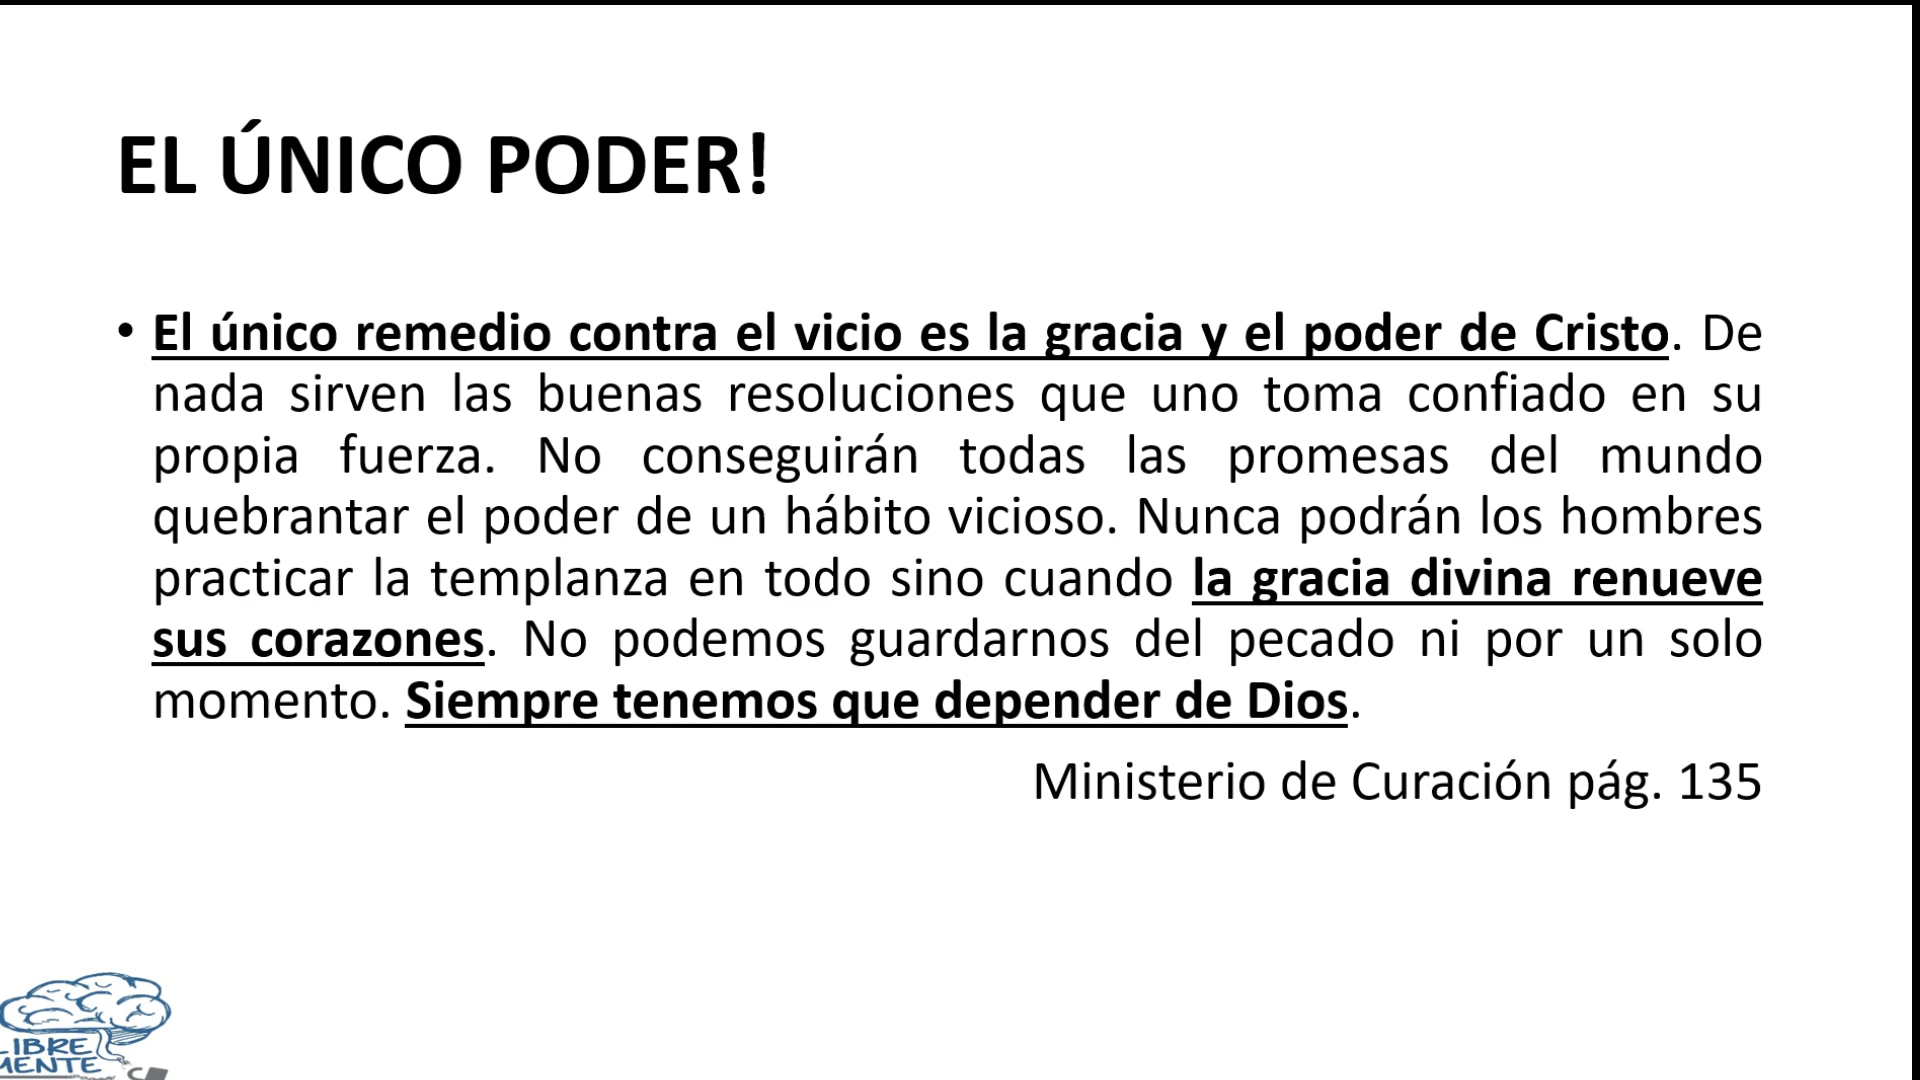 EL ÚNICO PODER!
• El único remedio contra el vicio es la gracia y el poder de Cristo. De
nada sirven las buenas resoluciones que uno toma confiado en su
propia fuerza. No conseguirán todas las promesas del mundo
quebrantar el poder de un hábito vicioso. Nunca podrán los hombres
practicar la templanza en todo sino cuando la gracia divina renueve
sus corazones. No podemos guardarnos del pecado ni por un solo
momento. Siempre tenemos que depender de Dios.
Ministerio de Curación pág. 135
IBRE
MENTE